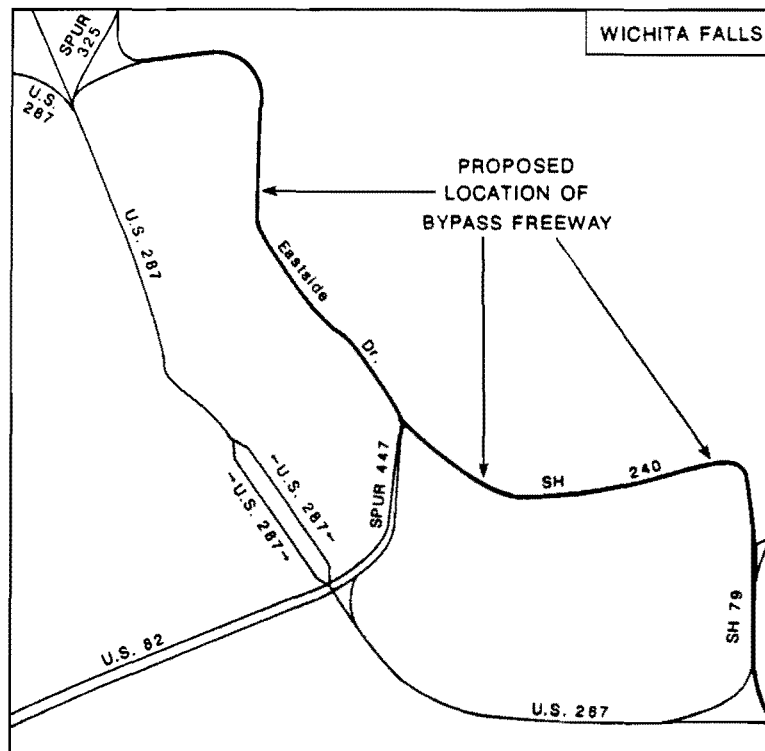 WICHITA FALLS
SPUR
325
U.S.
287
PROPOSED
LOCATION OF
BYPASS FREEWAY
U.S. 287
Eastside
Dr.
←U.S. 287←
→U.S. 287→
SPUR 447
SH 240
SH 79
U.S. 82
U.S. 287